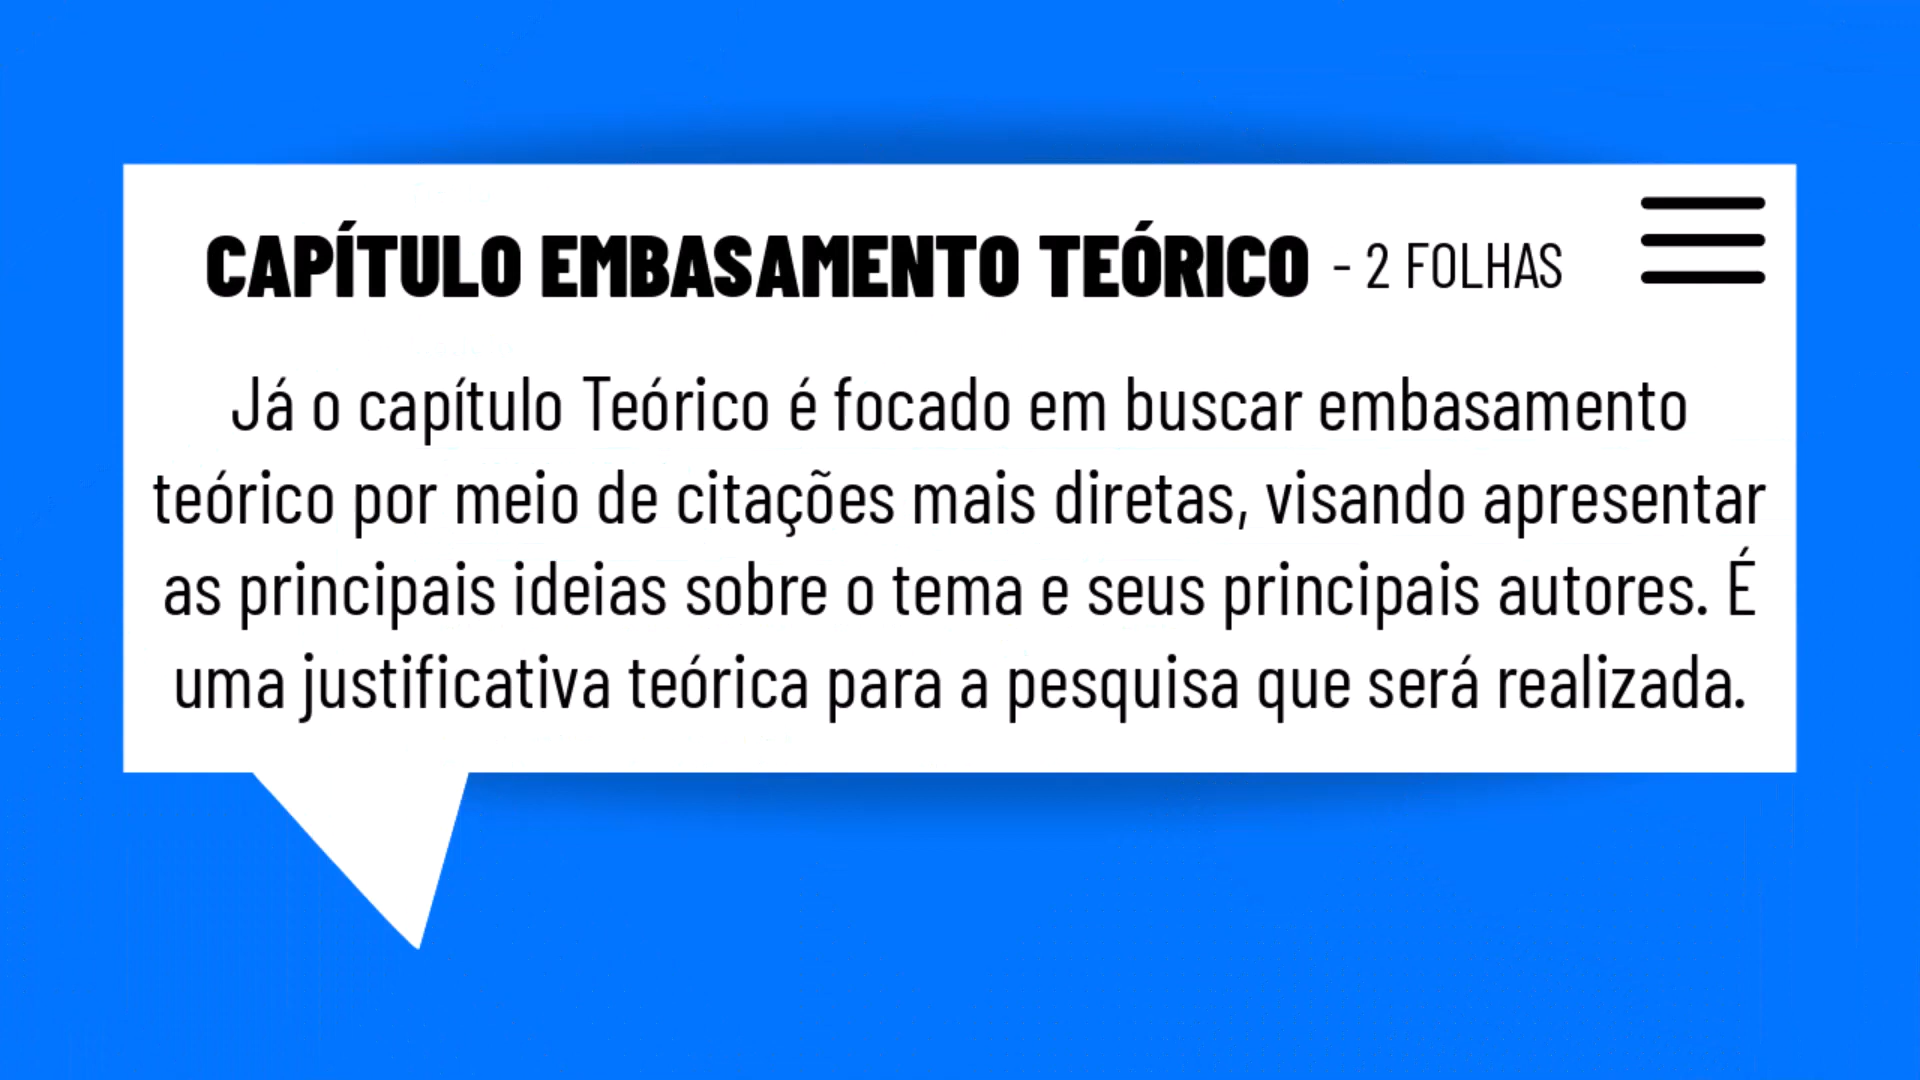 CAPÍTULO EMBASAMENTO TEÓRICO - 2 FOLHAS
Já o capítulo Teórico é focado em buscar embasamento
teórico por meio de citações mais diretas, visando apresentar
as principais ideias sobre o tema e seus principais autores. É
uma justificativa teórica para a pesquisa que será realizada.